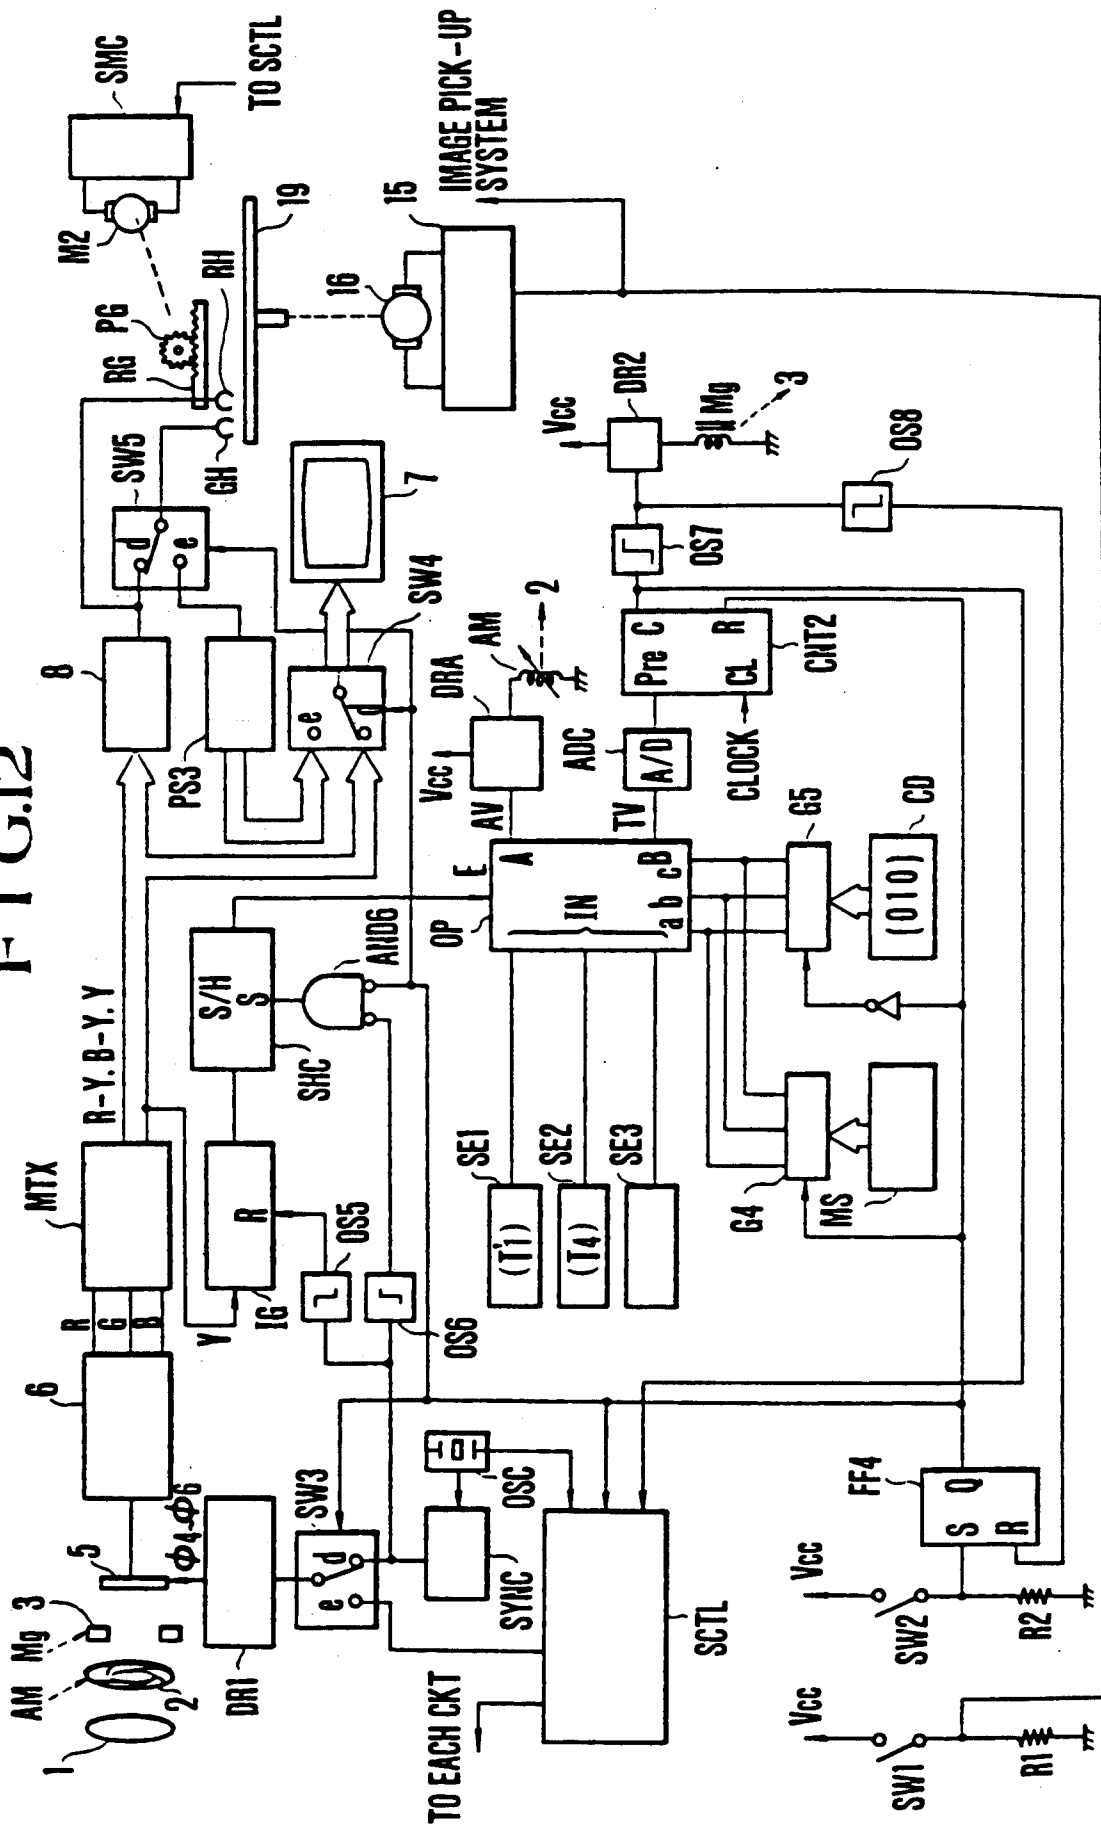 FIG.12
1
AM
2
Mg
3
5
Φ4-Φ6
DR1
6
R
G
B
MTX
R-Y. B-Y. Y
Y
IG
R
OS5
OS6
S/H
S
SHC
AND6
8
PS3
SW5
d
e
SW4
e
d
7
GH
RH
RG
PG
M2
SMC
TO SCTL
19
16
15
IMAGE PICK-UP
SYSTEM
SW3
e
d
SYNC
OSC
SCTL
TO EACH CKT
SE1
(T'1)
SE2
(T4)
SE3
OP
E
A
IN
a b c B
AV
TV
Vcc
DRA
AM
2
ADC
A/D
Pre C
CL R
CLOCK
CNT2
OS7
Vcc
DR2
Mg
3
OS8
G4
MS
G5
CD
(010)
FF4
S Q
R
Vcc
SW2
R2
Vcc
SW1
R1